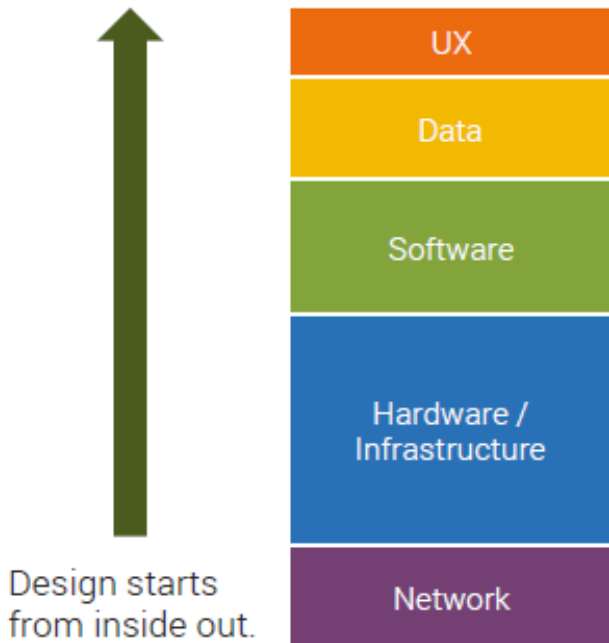 UX
Data
Software
Hardware /
Infrastructure
Network
Design starts
from inside out.